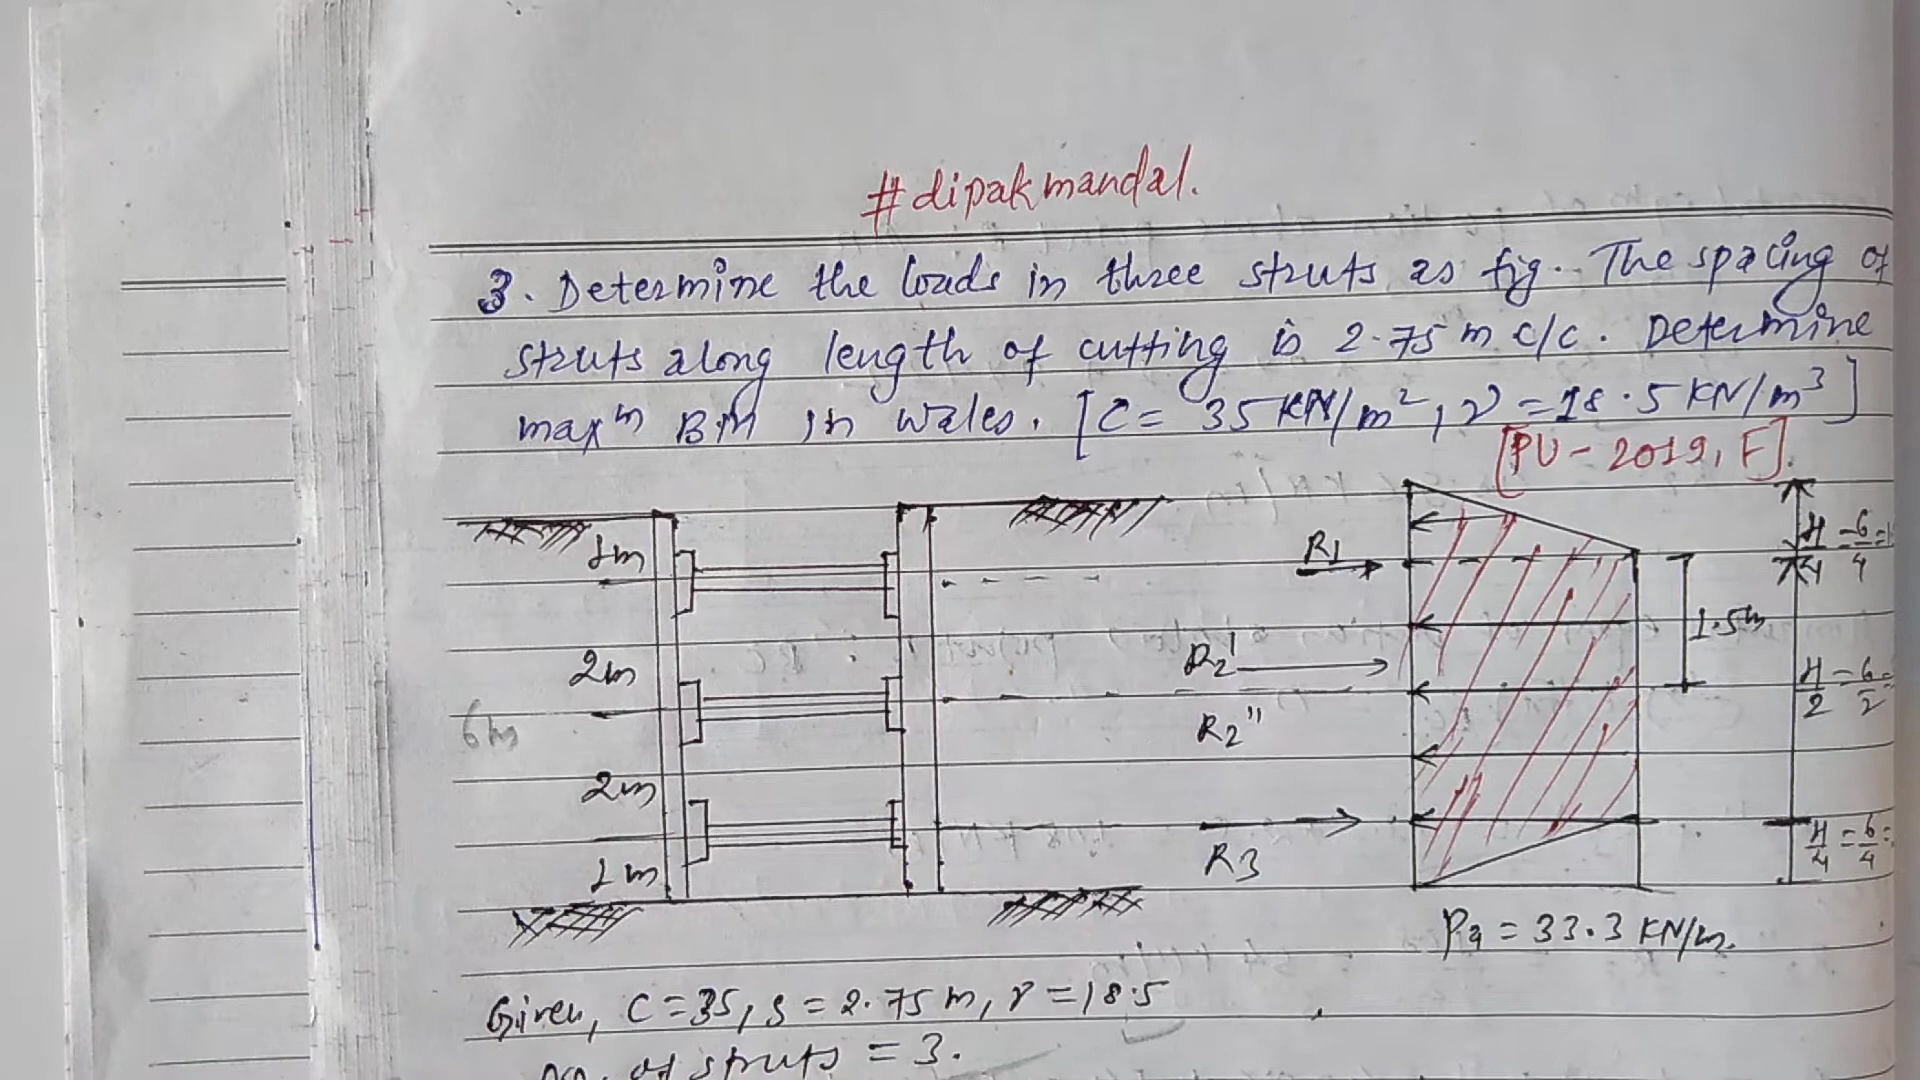 #dipakmandal.
3. Determine the loads in three struts as fig. The spacing of
struts along length of cutting is 2.75 m c/c. Determine
maxm BM in wales. [C = 35 KN/m², γ = 18.5 KN/m³]
[PU - 2019, F].
1m
2m
6m
2m
1m
R1
R2'
R2"
R3
1.5m
H/4 = 6/4 =
H/2 = 6/2 =
H/4 = 6/4 =
Pa = 33.3 KN/m.
Given, C = 35, s = 2.75 m, γ = 18.5
no. of struts = 3.